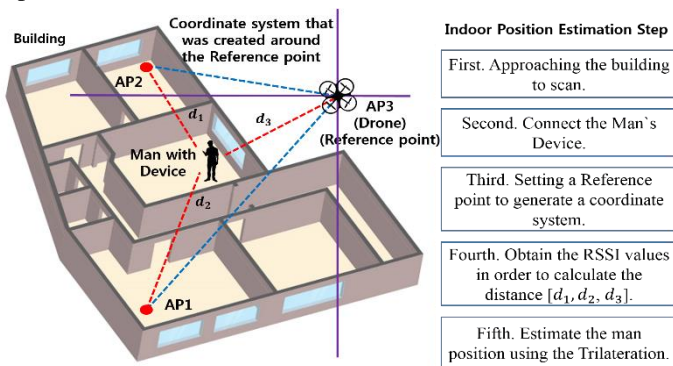 Building
Coordinate system that
was created around
the Reference point
AP2
d₁
d₃
AP3
(Drone)
(Reference point)
Man with
Device
d₂
AP1
Indoor Position Estimation Step
First. Approaching the building
to scan.
Second. Connect the Man`s
Device.
Third. Setting a Reference
point to generate a coordinate
system.
Fourth. Obtain the RSSI values
in order to calculate the
distance [d₁, d₂, d₃].
Fifth. Estimate the man
position using the Trilateration.